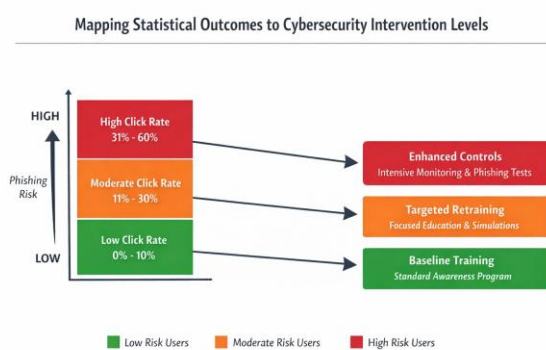 Mapping Statistical Outcomes to Cybersecurity Intervention Levels
HIGH
Phishing
Risk
LOW
High Click Rate
31% - 60%
Moderate Click Rate
11% - 30%
Low Click Rate
0% - 10%
Enhanced Controls
Intensive Monitoring & Phishing Tests
Targeted Retraining
Focused Education & Simulations
Baseline Training
Standard Awareness Program
Low Risk Users
Moderate Risk Users
High Risk Users